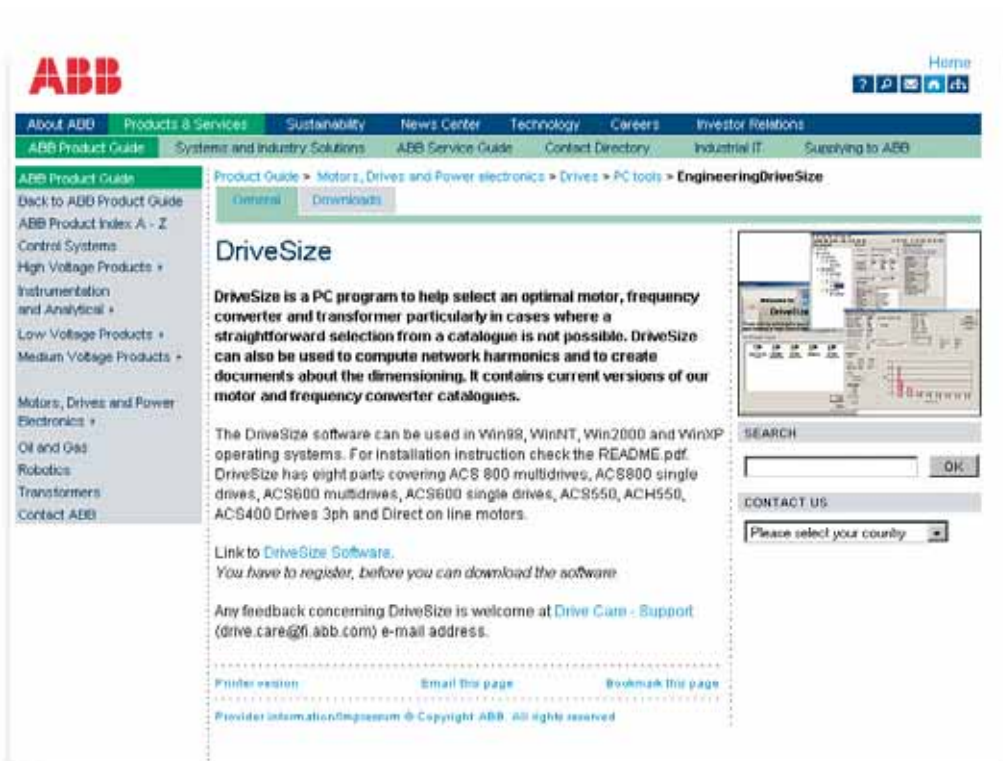 ABB
Home
About ABB Products & Services Sustainability News Center Technology Careers Investor Relations
ABB Product Guide Systems and Industry Solutions ABB Service Guide Contact Directory Industrial IT Supplying to ABB
ABB Product Guide
Back to ABB Product Guide
ABB Product Index A - Z
Control Systems
High Voltage Products
Instrumentation
and Analytical
Low Voltage Products
Medium Voltage Products
Motors, Drives and Power
Electronics
Oil and Gas
Robotics
Transformers
Contact ABB
Product Guide > Motors, Drives and Power electronics > Drives > PC tools > EngineeringDriveSize
General Downloads
DriveSize
DriveSize is a PC program to help select an optimal motor, frequency
converter and transformer particularly in cases where a
straightforward selection from a catalogue is not possible. DriveSize
can also be used to compute network harmonics and to create
documents about the dimensioning. It contains current versions of our
motor and frequency converter catalogues.
The DriveSize software can be used in Win98, WinNT, Win2000 and WinXP
operating systems. For installation instruction check the README.pdf.
DriveSize has eight parts covering ACS 800 multidrives, ACS800 single
drives, ACS600 multidrives, ACS600 single drives, ACS550, ACH550,
ACS400 Drives 3ph and Direct on line motors.
Link to DriveSize Software.
You have to register, before you can download the software
Any feedback concerning DriveSize is welcome at Drive Care - Support
(drive.care@fi.abb.com) e-mail address.
Printer version Email this page Bookmark this page
Provider information/Impressum © Copyright ABB. All rights reserved
SEARCH
OK
CONTACT US
Please select your country